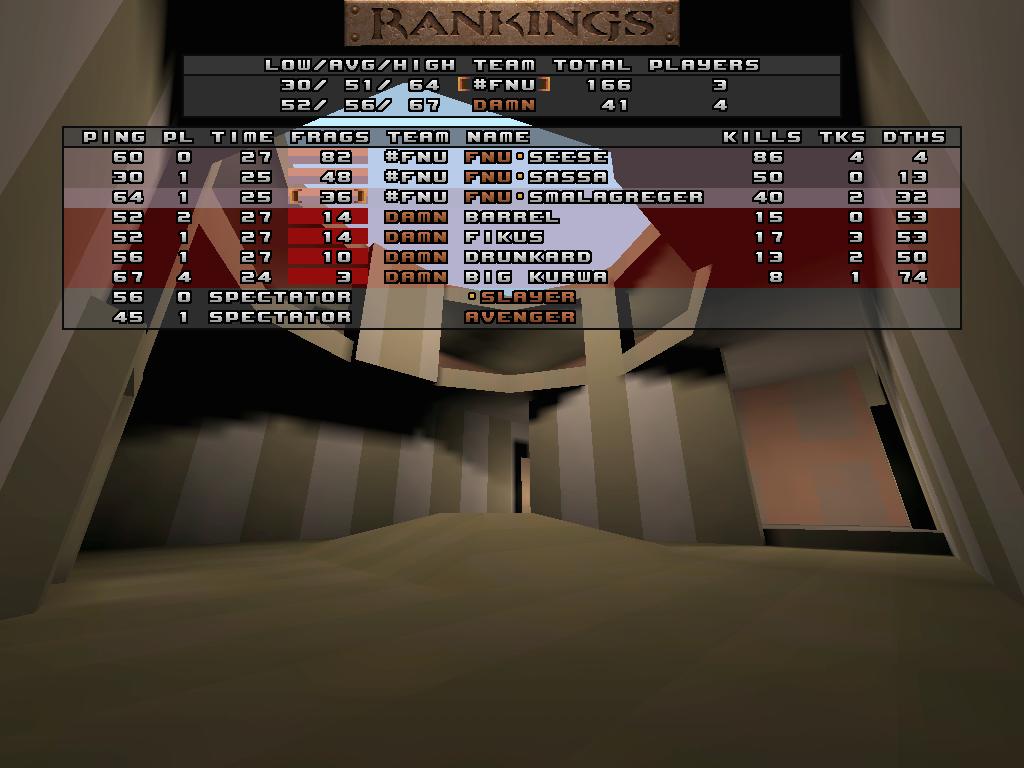 RANKINGS
LOW/AVG/HIGH TEAM TOTAL PLAYERS
30/ 51/ 64 [#FNU] 166 3
52/ 56/ 67 DAMN 41 4
PING PL TIME FRAGS TEAM NAME KILLS TKS DTHS
60 0 27 82 #FNU FNU·SEESE 86 4 4
30 1 25 48 #FNU FNU·SASSA 50 0 13
64 1 25 [ 36] #FNU FNU·SMALAGREGER 40 2 32
52 2 27 14 DAMN BARREL 15 0 53
52 1 27 14 DAMN FIKUS 17 3 53
56 1 27 10 DAMN DRUNKARD 13 2 50
67 4 24 3 DAMN BIG KURWA 8 1 74
56 0 SPECTATOR ·SLAYER
45 1 SPECTATOR AVENGER